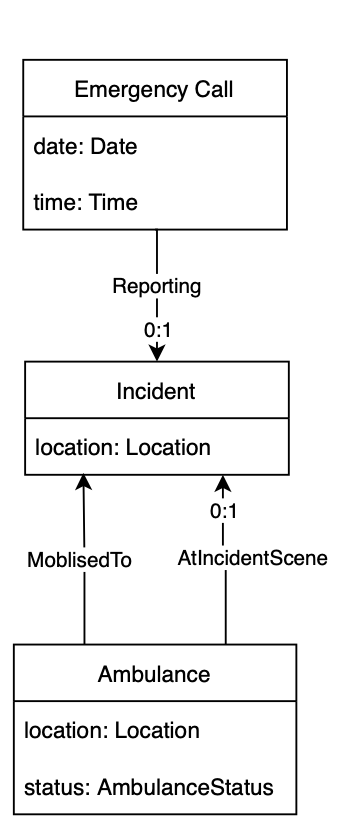 Emergency Call
date: Date
time: Time
Reporting
0:1
Incident
location: Location
0:1
MoblisedTo
AtIncidentScene
Ambulance
location: Location
status: AmbulanceStatus